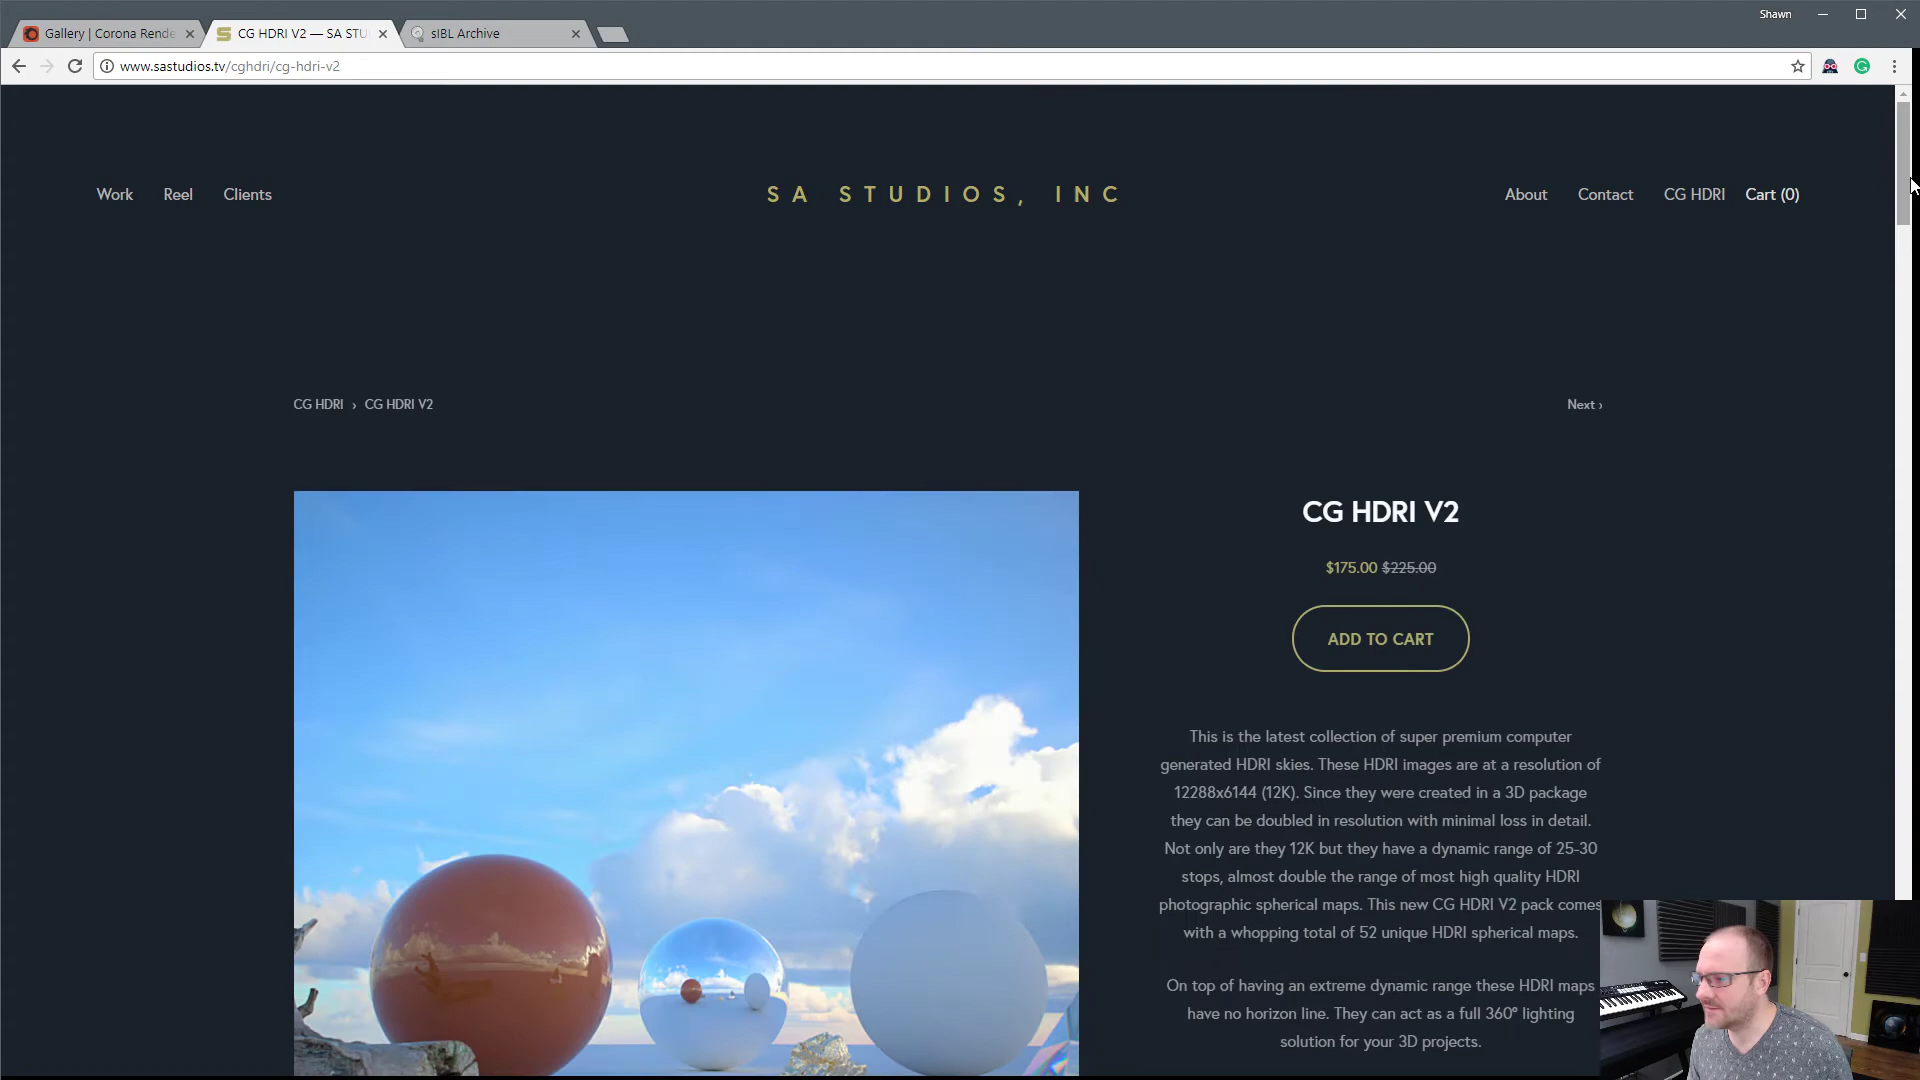 Shawn
Gallery | Corona Rende
CG HDRI V2 — SA STU
sIBL Archive
www.sastudios.tv/cghdri/cg-hdri-v2
Work
Reel
Clients
SA STUDIOS, INC
About
Contact
CG HDRI
Cart (0)
CG HDRI › CG HDRI V2
Next ›
CG HDRI V2
$175.00 $225.00
ADD TO CART
This is the latest collection of super premium computer
generated HDRI skies. These HDRI images are at a resolution of
12288x6144 (12K). Since they were created in a 3D package
they can be doubled in resolution with minimal loss in detail.
Not only are they 12K but they have a dynamic range of 25-30
stops, almost double the range of most high quality HDRI
photographic spherical maps. This new CG HDRI V2 pack comes
with a whopping total of 52 unique HDRI spherical maps.
On top of having an extreme dynamic range these HDRI maps
have no horizon line. They can act as a full 360º lighting
solution for your 3D projects.